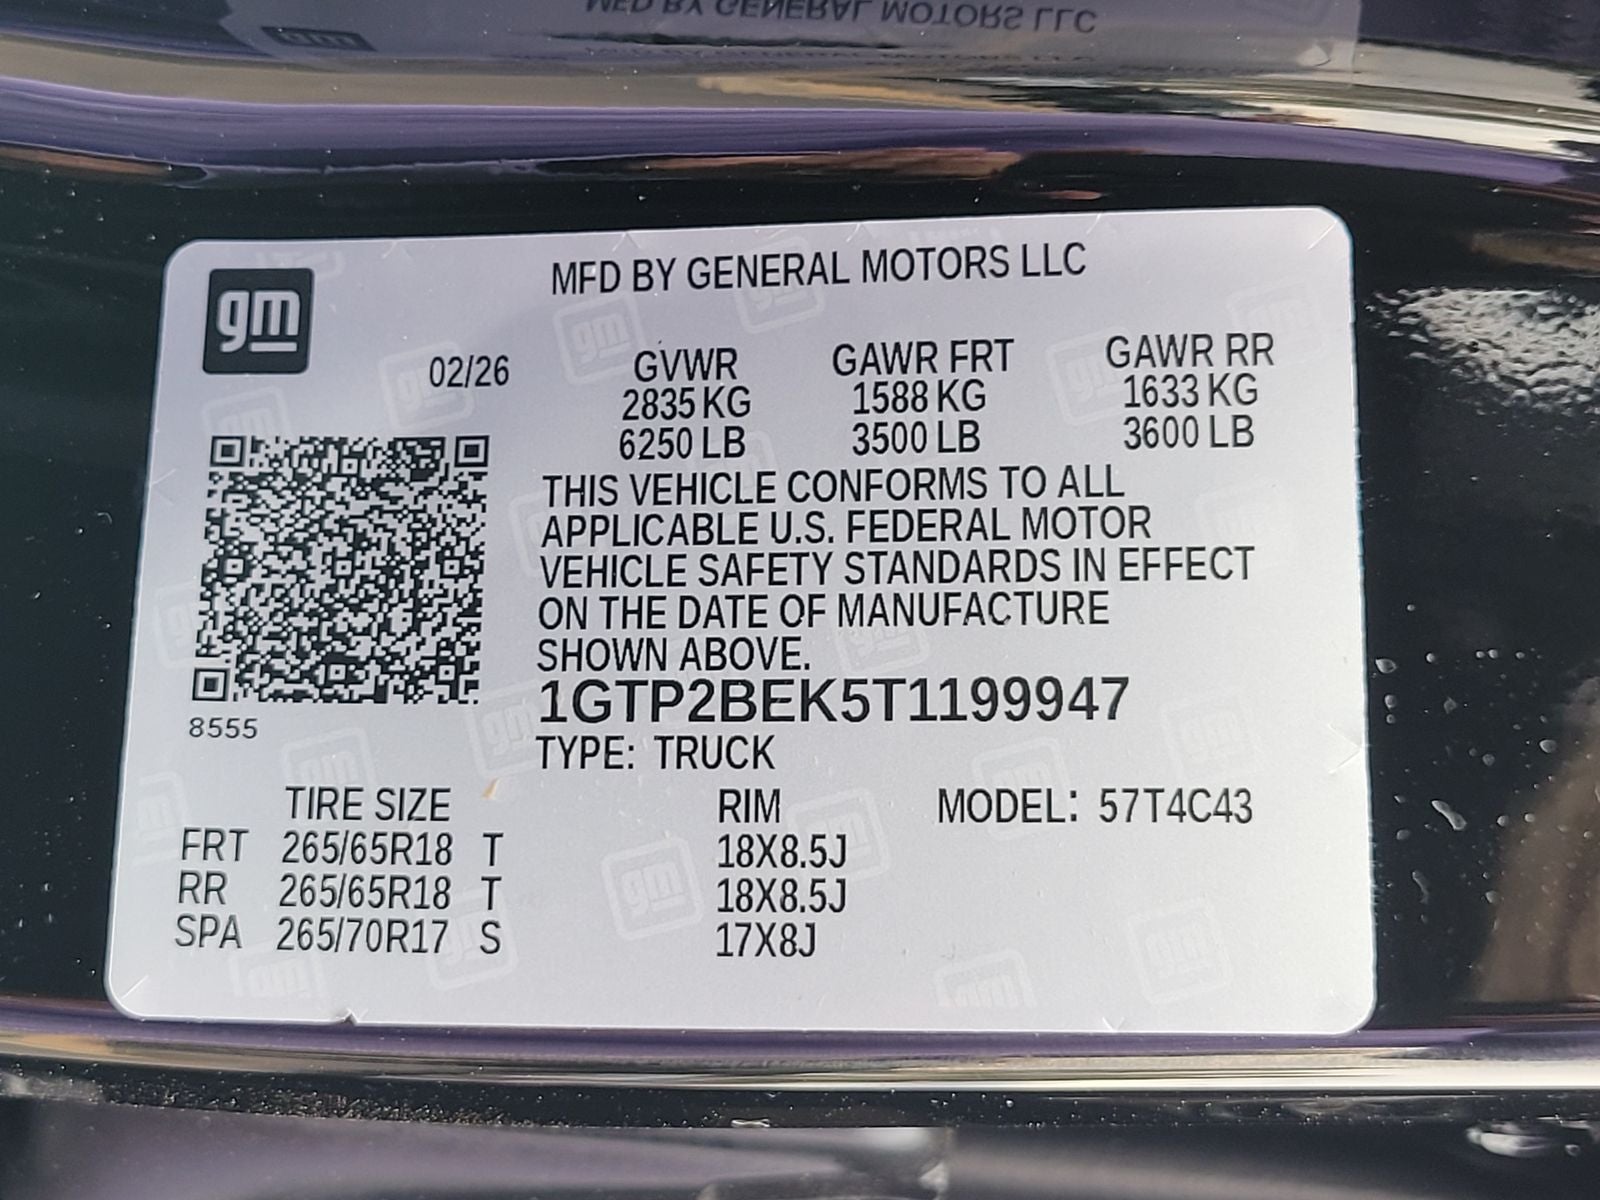 MFD BY GENERAL MOTORS LLC
gm
MFD BY GENERAL MOTORS LLC
02/26
GVWR GAWR FRT GAWR RR
2835 KG 1588 KG 1633 KG
6250 LB 3500 LB 3600 LB
THIS VEHICLE CONFORMS TO ALL
APPLICABLE U.S. FEDERAL MOTOR
VEHICLE SAFETY STANDARDS IN EFFECT
ON THE DATE OF MANUFACTURE
SHOWN ABOVE.
1GTP2BEK5T1199947
8555
TYPE: TRUCK
TIRE SIZE RIM MODEL: 57T4C43
FRT 265/65R18 T 18X8.5J
RR 265/65R18 T 18X8.5J
SPA 265/70R17 S 17X8J